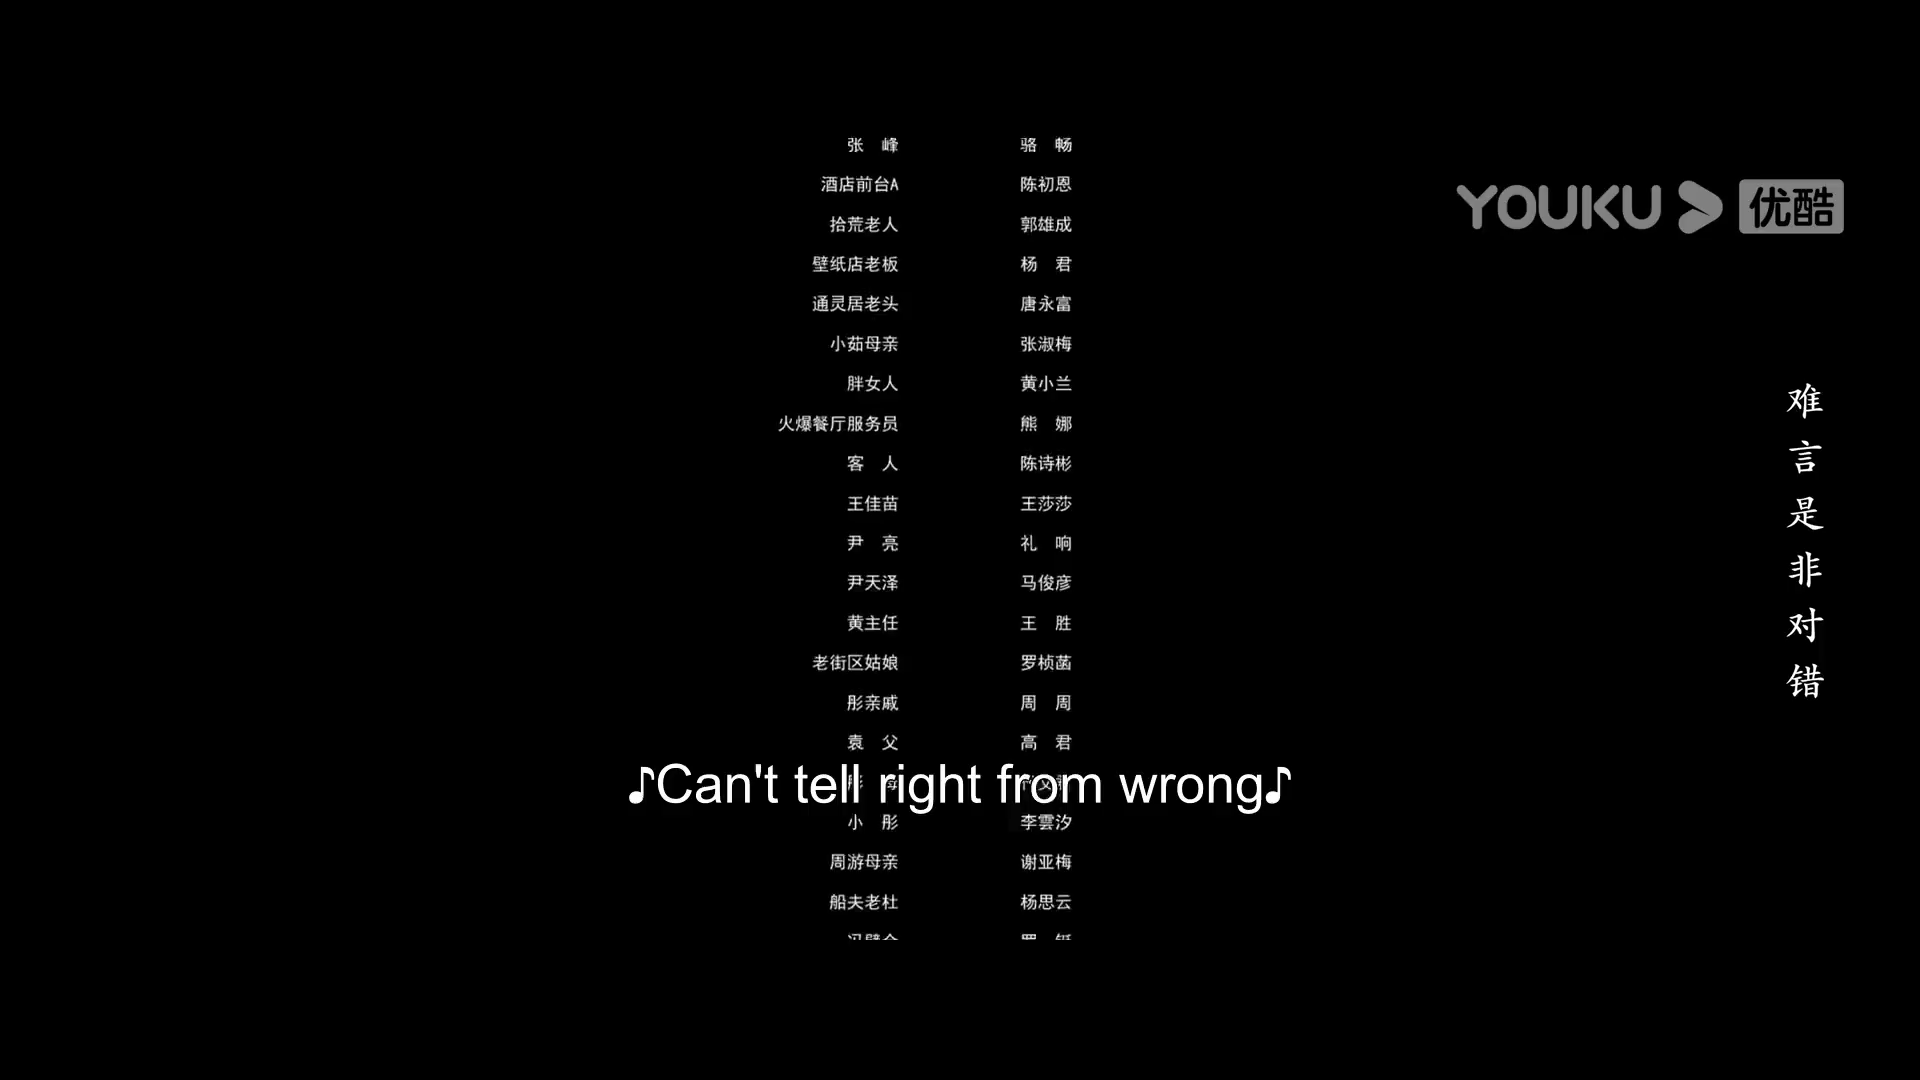 张 峰 骆 畅
酒店前台A 陈初恩
拾荒老人 郭雄成
壁纸店老板 杨 君
通灵居老头 唐永富
小茹母亲 张淑梅
胖女人 黄小兰
火爆餐厅服务员 熊 娜
客 人 陈诗彬
王佳苗 王莎莎
尹 亮 礼 响
尹天泽 马俊彦
黄主任 王 胜
老街区姑娘 罗桢菡
彤亲戚 周 周
袁 父 高 君
♪Can't tell right from wrong♪
小 彤 李雲汐
周游母亲 谢亚梅
船夫老杜 杨思云
YOUKU 优酷
难言是非对错